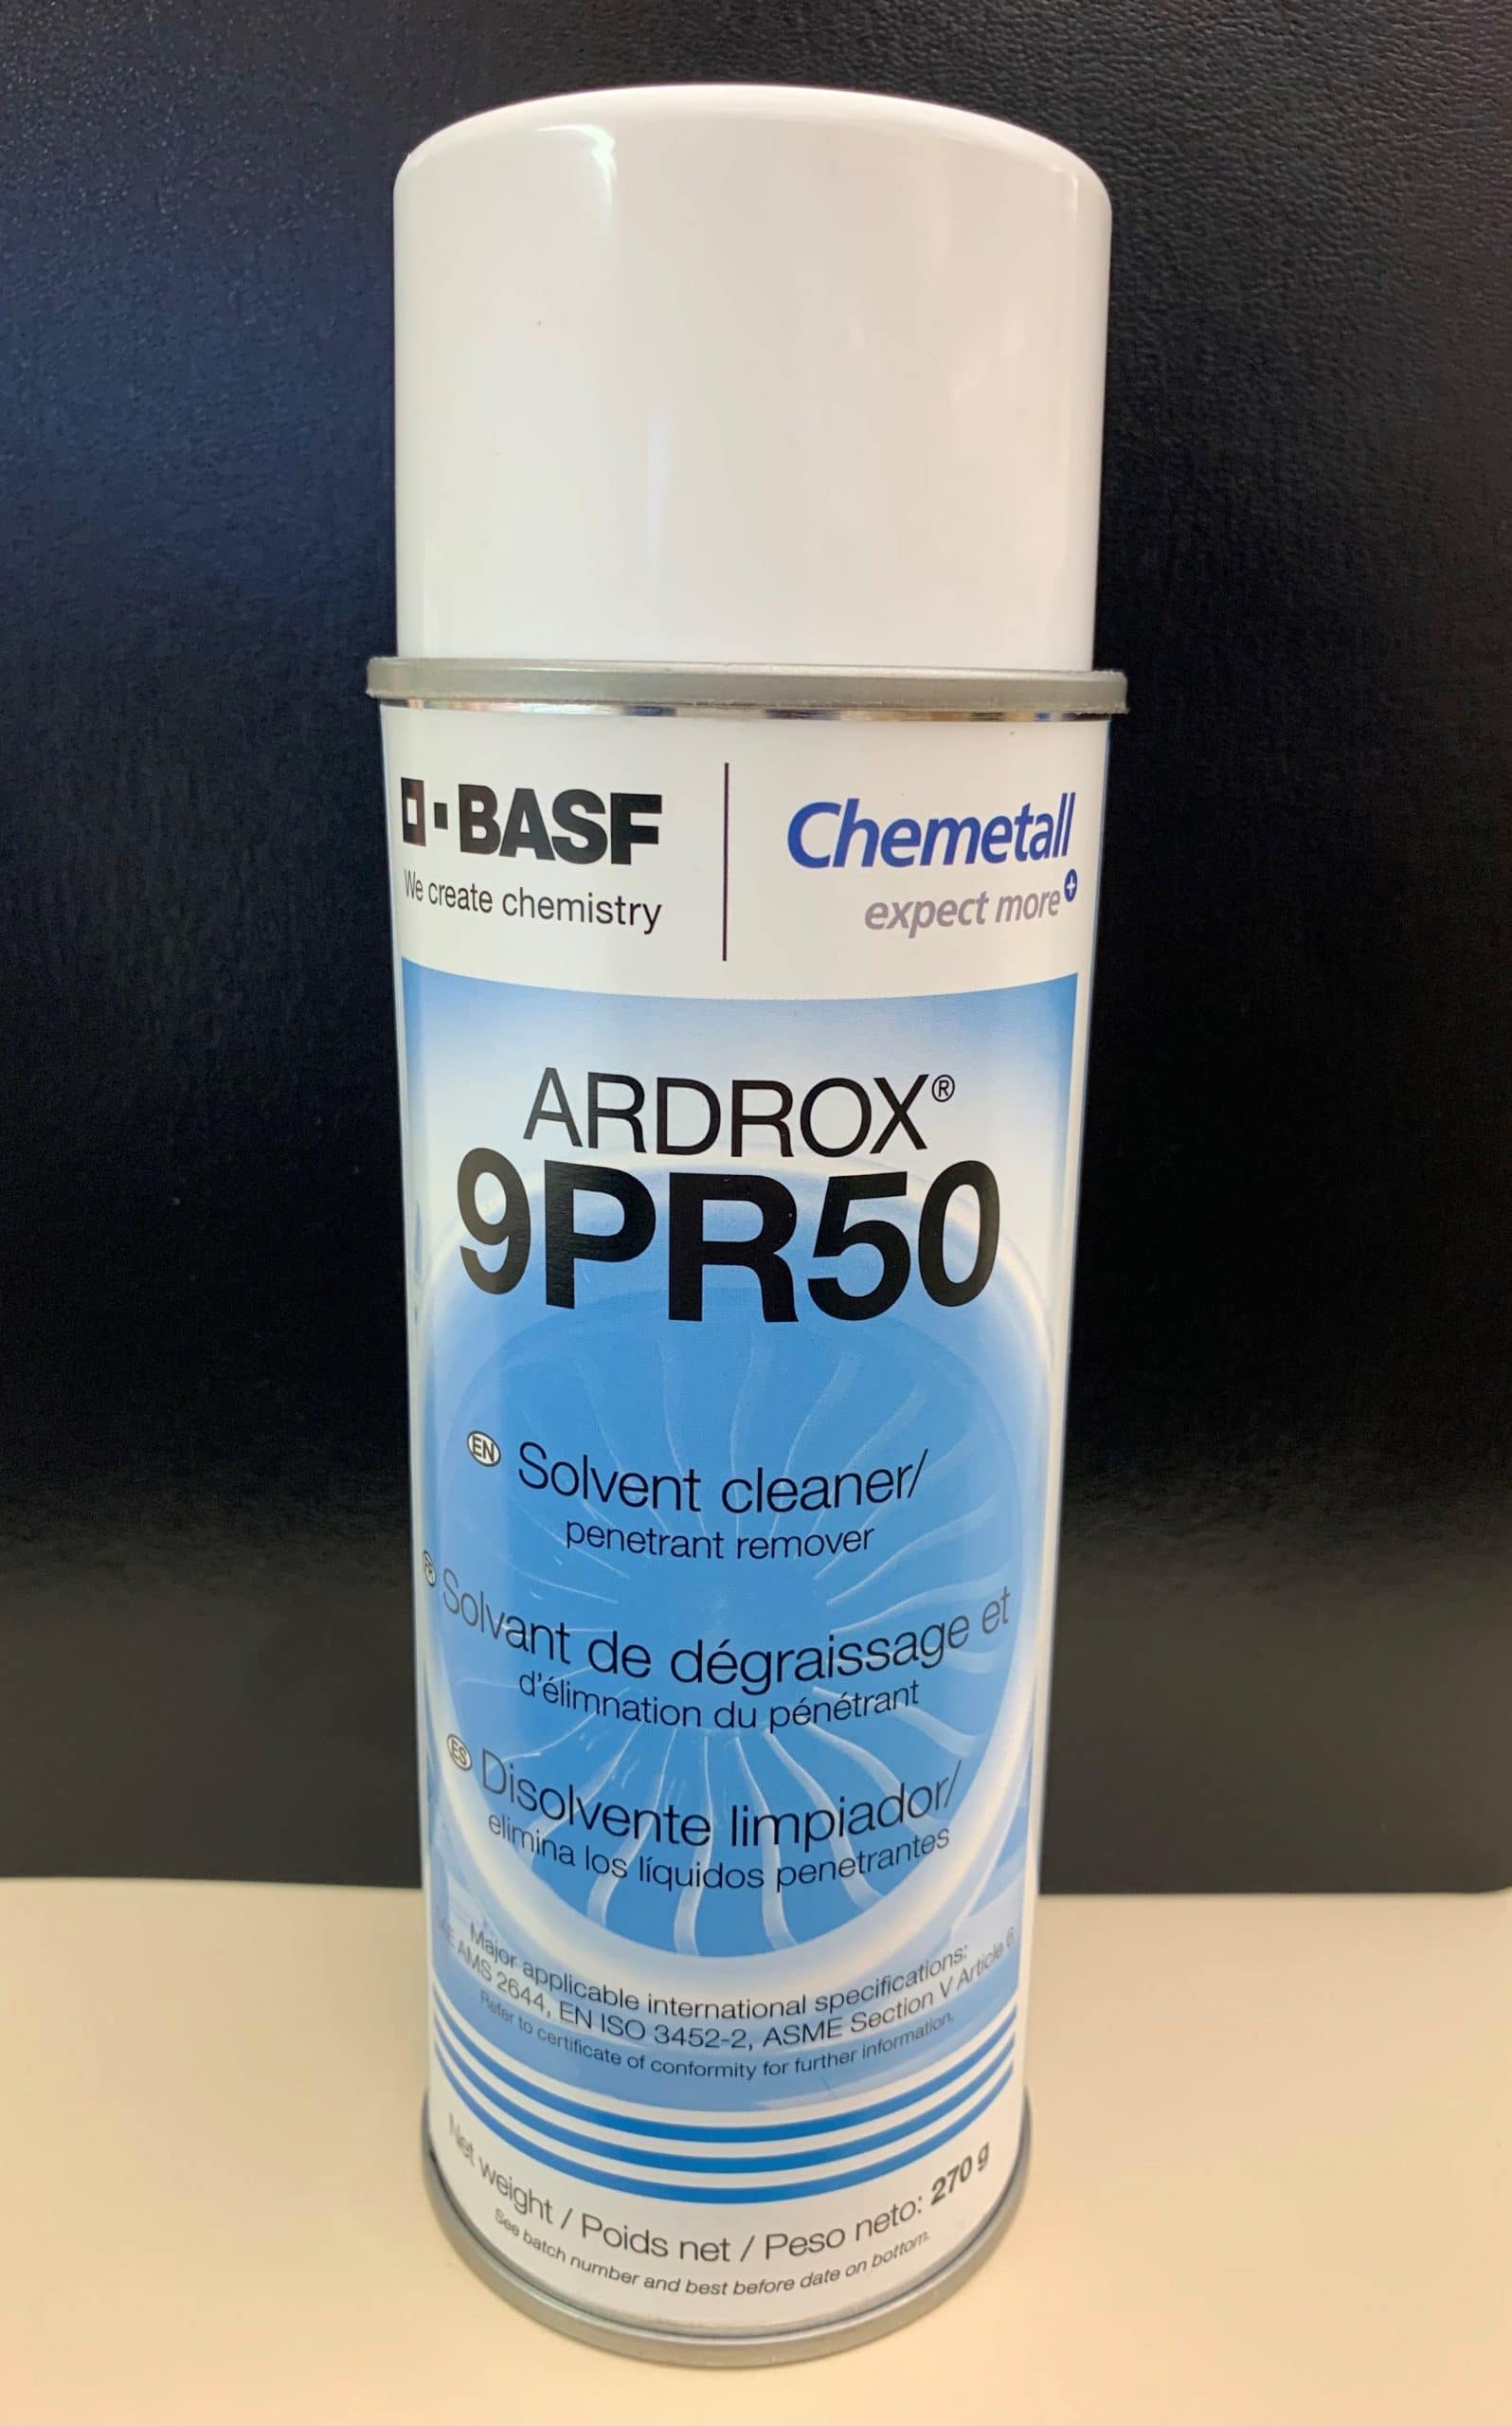 BASF
We create chemistry
Chemetall
expect more+
ARDROX®
9PR50
EN Solvent cleaner/
penetrant remover
FR Solvant de dégraissage et
d'élimnation du pénétrant
ES Disolvente limpiador/
elimina los líquidos penetrantes
Major applicable international specifications:
SAE AMS 2644, EN ISO 3452-2, ASME Section V Article 6
Refer to certificate of conformity for further information.
Net weight / Poids net / Peso neto: 270 g
See batch number and best before date on bottom.